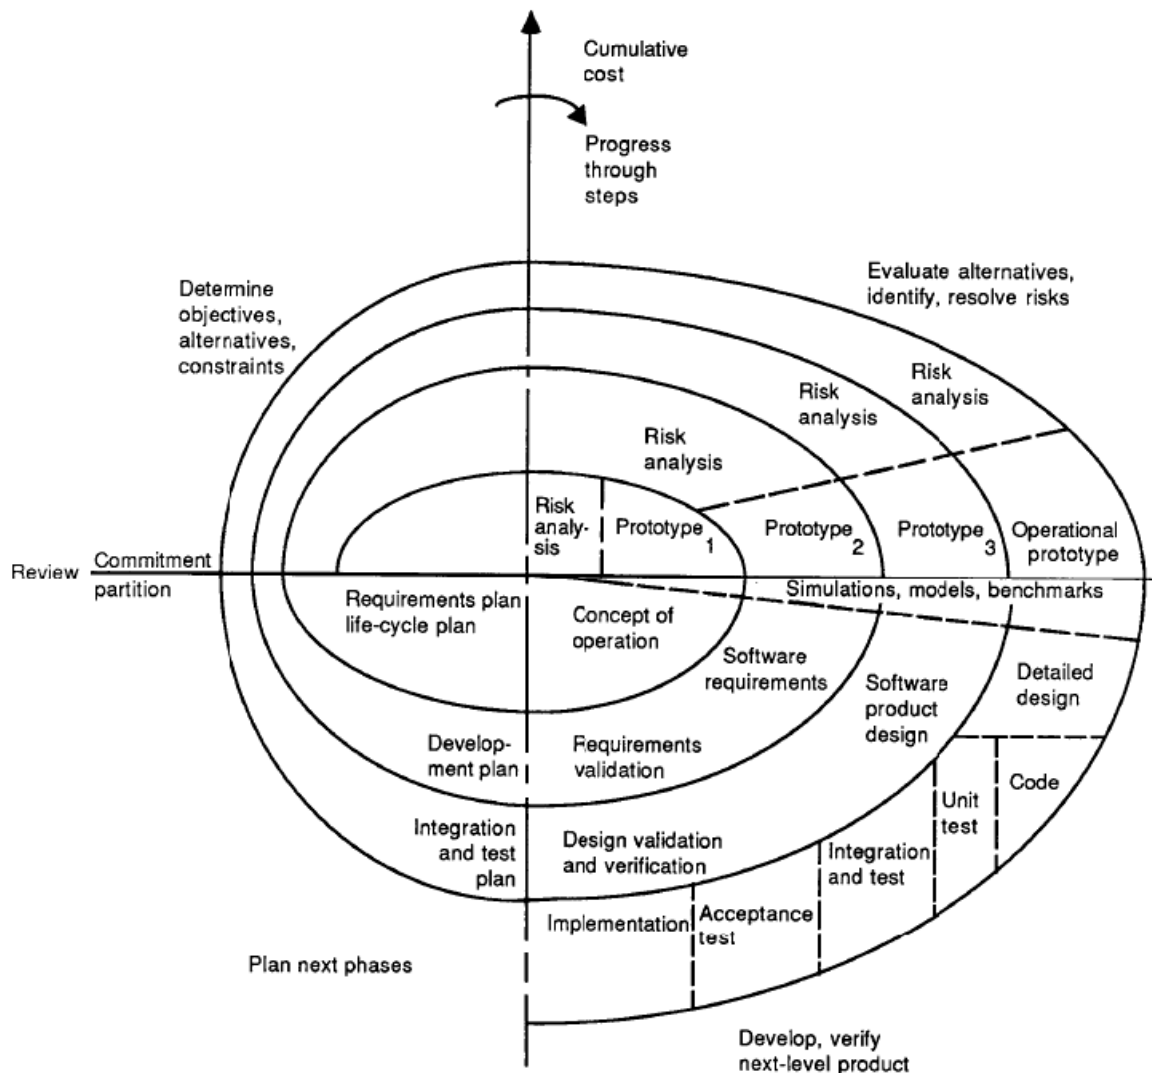 Cumulative
cost
Progress
through
steps
Evaluate alternatives,
identify, resolve risks
Determine
objectives,
alternatives,
constraints
Risk
analysis
Risk
analysis
Risk
analysis
Risk
analy-
sis
Prototype 1
Prototype 2
Prototype 3
Operational
prototype
Review
Commitment
partition
Simulations, models, benchmarks
Requirements plan
life-cycle plan
Concept of
operation
Software
requirements
Software
product
design
Detailed
design
Develop-
ment plan
Requirements
validation
Code
Unit
test
Integration
and test
plan
Design validation
and verification
Integration
and test
Acceptance
test
Implementation
Plan next phases
Develop, verify
next-level product